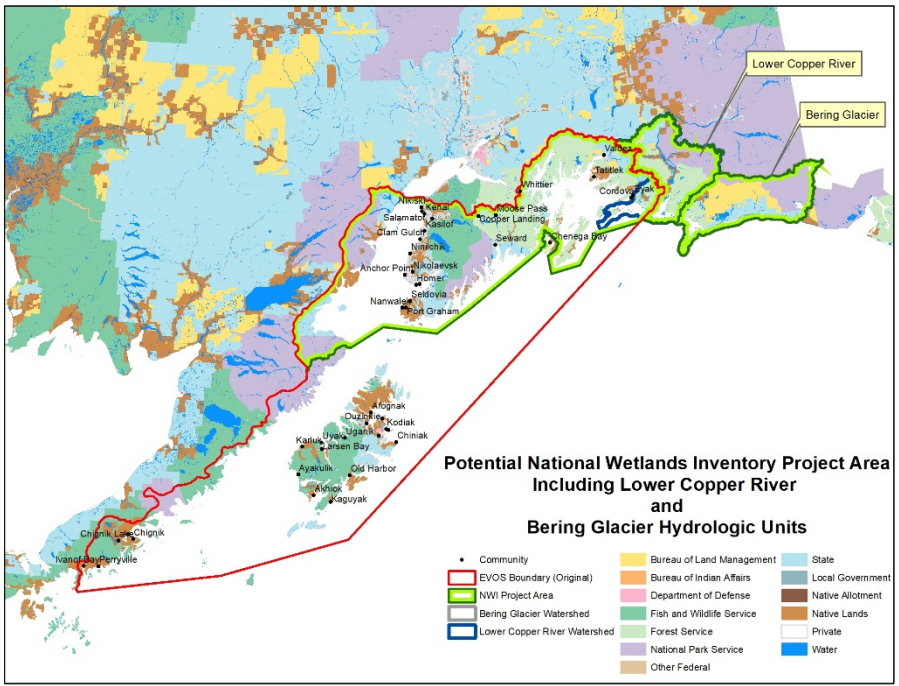 Lower Copper River
Bering Glacier
Valdez
Tatitlek
Whittier
Cordova
Eyak
Nikiski
Kenai
Moose Pass
Salamatof
Cooper Landing
Kasilof
Clam Gulch
Seward
Chenega Bay
Ninilchik
Anchor Point
Nikolaevsk
Homer
Seldovia
Nanwalek
Port Graham
Afognak
Ouzinkie
Kodiak
Uganik
Uyak
Chiniak
Karluk
Larsen Bay
Ayakulik
Old Harbor
Akhiok
Kaguyak
Chignik Lake
Chignik
Ivanof Bay
Perryville
Potential National Wetlands Inventory Project Area
Including Lower Copper River
and
Bering Glacier Hydrologic Units
Community
EVOS Boundary (Original)
NWI Project Area
Bering Glacier Watershed
Lower Copper River Watershed
Bureau of Land Management
Bureau of Indian Affairs
Department of Defense
Fish and Wildlife Service
Forest Service
National Park Service
Other Federal
State
Local Government
Native Allotment
Native Lands
Private
Water